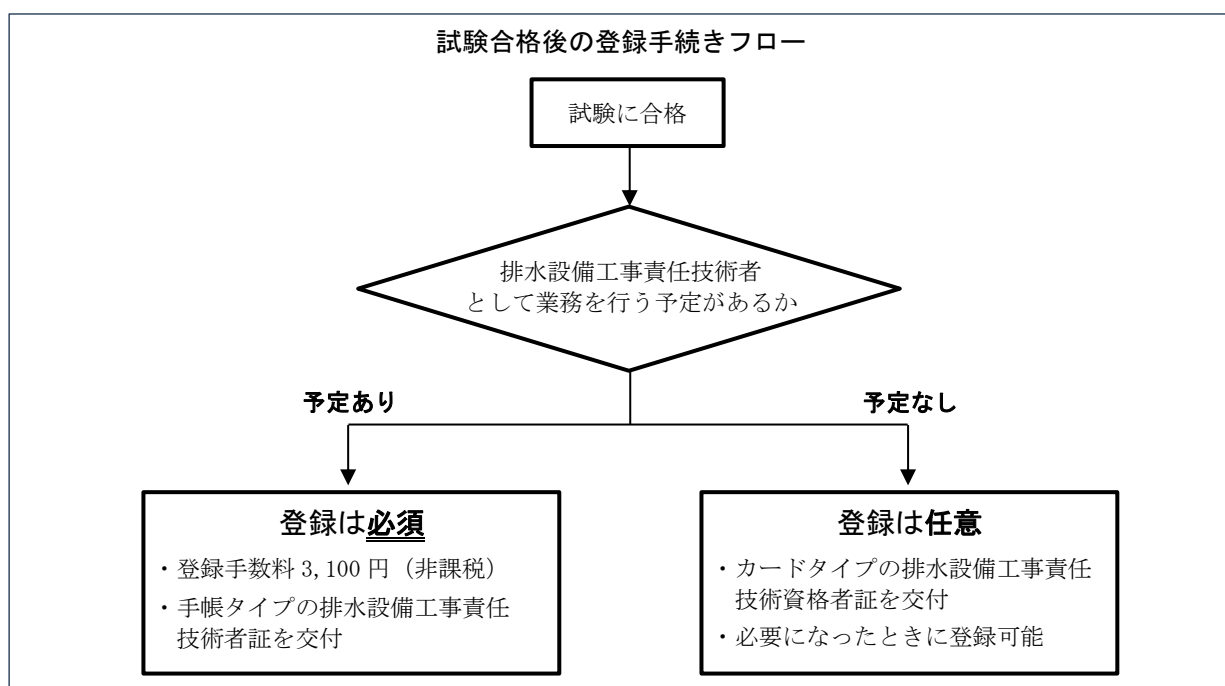 試験合格後の登録手続きフロー
試験に合格
排水設備工事責任技術者
として業務を行う予定があるか
予定あり
予定なし
登録は必須
・登録手数料 3,100 円（非課税）
・手帳タイプの排水設備工事責任
技術者証を交付
登録は任意
・カードタイプの排水設備工事責任
技術資格者証を交付
・必要になったときに登録可能